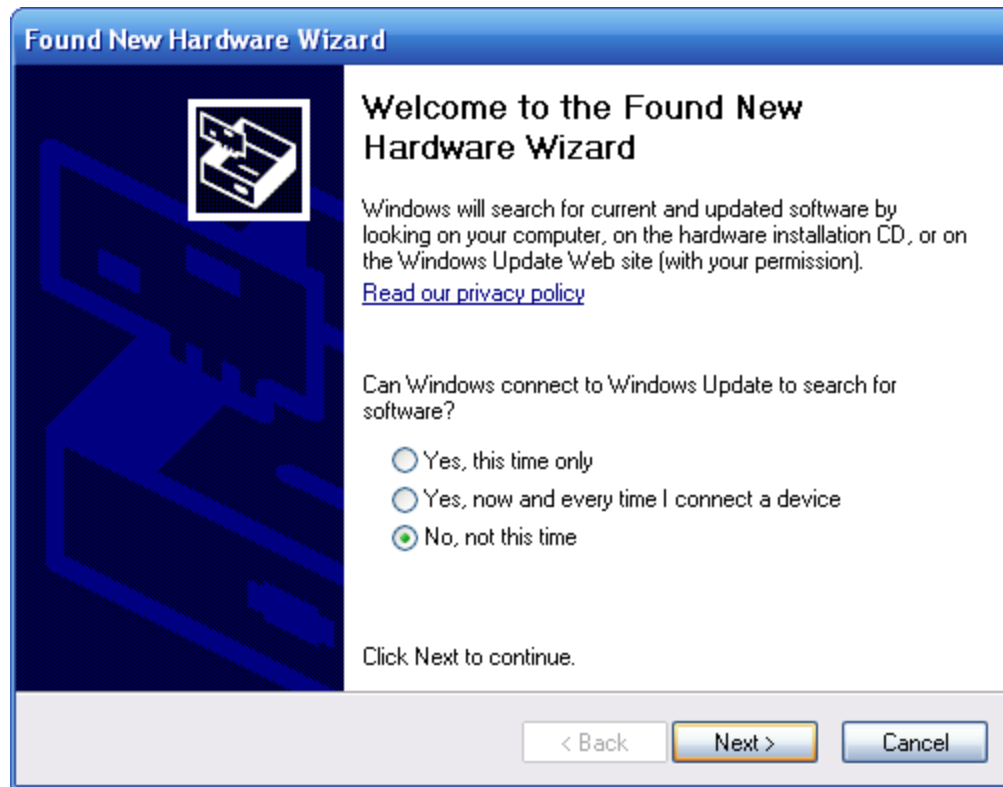 Found New Hardware Wizard
Welcome to the Found New
Hardware Wizard
Windows will search for current and updated software by
looking on your computer, on the hardware installation CD, or on
the Windows Update Web site (with your permission).
Read our privacy policy
Can Windows connect to Windows Update to search for
software?
Yes, this time only
Yes, now and every time I connect a device
No, not this time
Click Next to continue.
< Back
Next >
Cancel